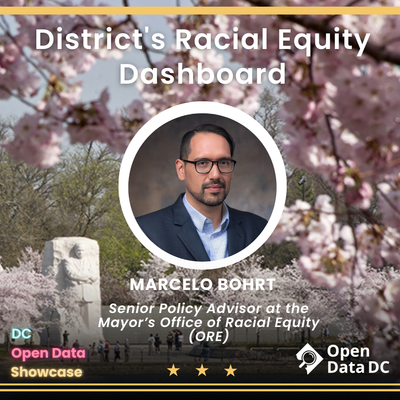 District's Racial Equity
Dashboard
MARCELO BOHRT
Senior Policy Advisor at the
Mayor's Office of Racial Equity
(ORE)
DC
Open Data
Showcase
Open
Data DC